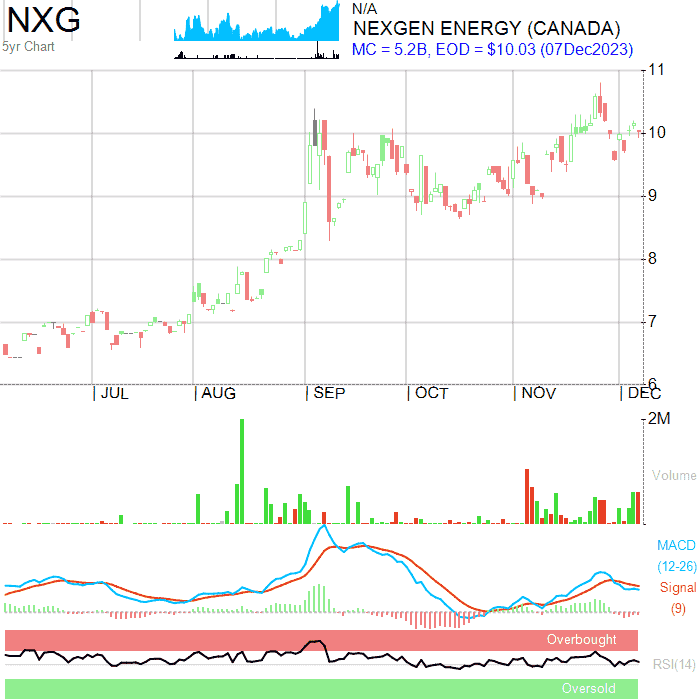 NXG
5yr Chart
N/A
NEXGEN ENERGY (CANADA)
MC = 5.2B, EOD = $10.03 (07Dec2023)
11
10
9
8
7
6
JUL AUG SEP OCT NOV DEC
2M
Volume
MACD
(12-26)
Signal
(9)
Overbought
RSI(14)
Oversold